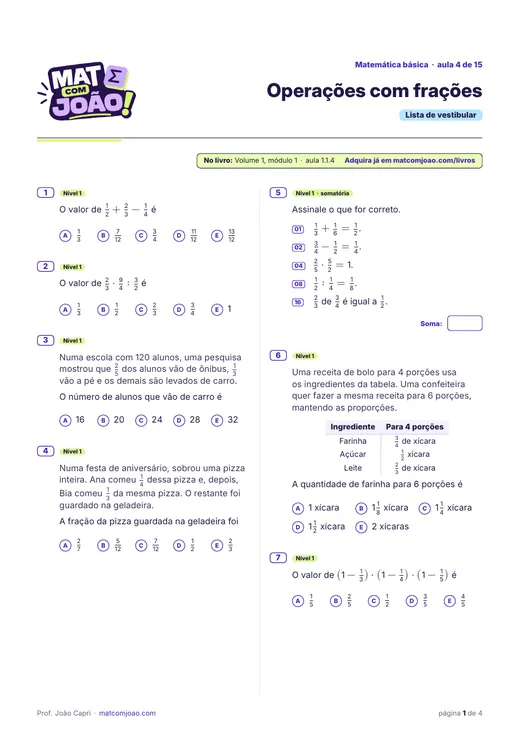 MAT Σ
COM
JOÃO!
Matemática básica · aula 4 de 15
Operações com frações
Lista de vestibular
No livro: Volume 1, módulo 1 · aula 1.1.4 Adquira já em matcomjoao.com/livros
1 Nível 1
O valor de 1/2 + 2/3 − 1/4 é
A 1/3 B 7/12 C 3/4 D 11/12 E 13/12
2 Nível 1
O valor de 2/3 · 9/4 : 3/2 é
A 1/3 B 1/2 C 2/3 D 3/4 E 1
3 Nível 1
Numa escola com 120 alunos, uma pesquisa
mostrou que 2/5 dos alunos vão de ônibus, 1/3
vão a pé e os demais são levados de carro.
O número de alunos que vão de carro é
A 16 B 20 C 24 D 28 E 32
4 Nível 1
Numa festa de aniversário, sobrou uma pizza
inteira. Ana comeu 1/4 dessa pizza e, depois,
Bia comeu 1/3 da mesma pizza. O restante foi
guardado na geladeira.
A fração da pizza guardada na geladeira foi
A 2/7 B 5/12 C 7/12 D 1/2 E 2/3
5 Nível 1 · somatória
Assinale o que for correto.
01 1/3 + 1/6 = 1/2.
02 3/4 − 1/2 = 1/4.
04 2/5 · 5/2 = 1.
08 1/2 : 1/4 = 1/8.
16 2/3 de 3/4 é igual a 1/2.
Soma:
6 Nível 1
Uma receita de bolo para 4 porções usa
os ingredientes da tabela. Uma confeiteira
quer fazer a mesma receita para 6 porções,
mantendo as proporções.
Ingrediente Para 4 porções
Farinha 3/4 de xícara
Açúcar 1/2 xícara
Leite 2/3 de xícara
A quantidade de farinha para 6 porções é
A 1 xícara B 1 1/8 xícara C 1 1/4 xícara
D 1 1/2 xícara E 2 xícaras
7 Nível 1
O valor de (1 − 1/3) · (1 − 1/4) · (1 − 1/5) é
A 1/5 B 2/5 C 1/2 D 3/5 E 4/5
Prof. João Capri · matcomjoao.com
página 1 de 4